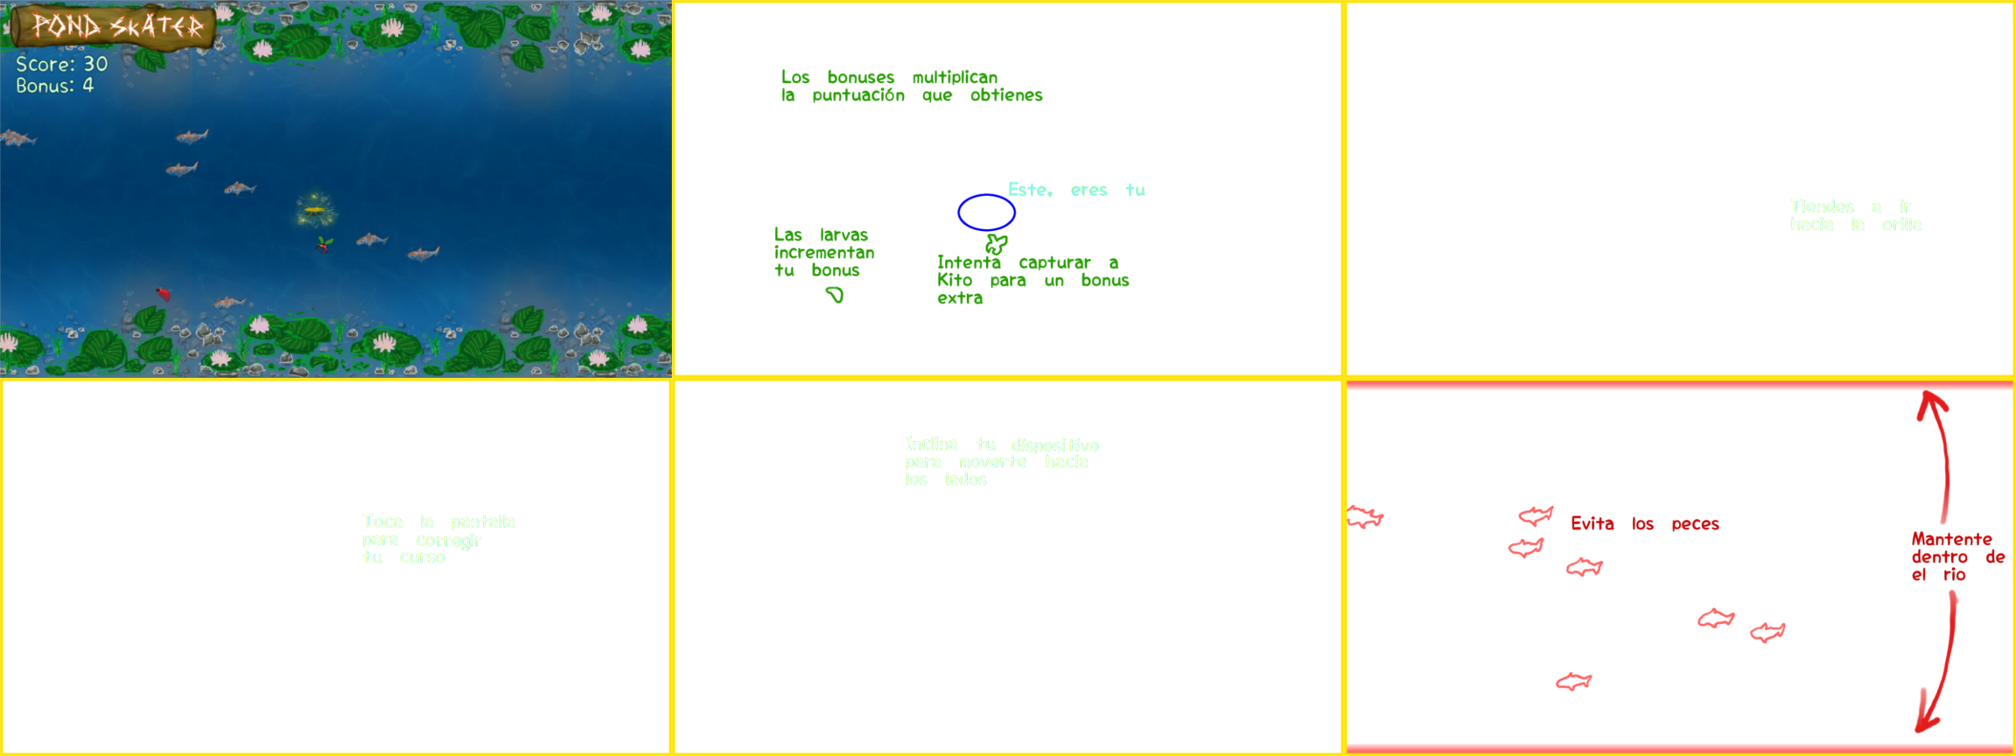 POND SKATER
Score: 30
Bonus: 4
Los bonuses multiplican
la puntuación que obtienes
Este, eres tu
Las larvas
incrementan
tu bonus
Intenta capturar a
Kito para un bonus
extra
Tiendes a ir
hacia la orilla
Toca la pantalla
para corregir
tu curso
Inclina tu dispositivo
para moverte hacia
los lados
Evita los peces
Mantente
dentro de
el rio